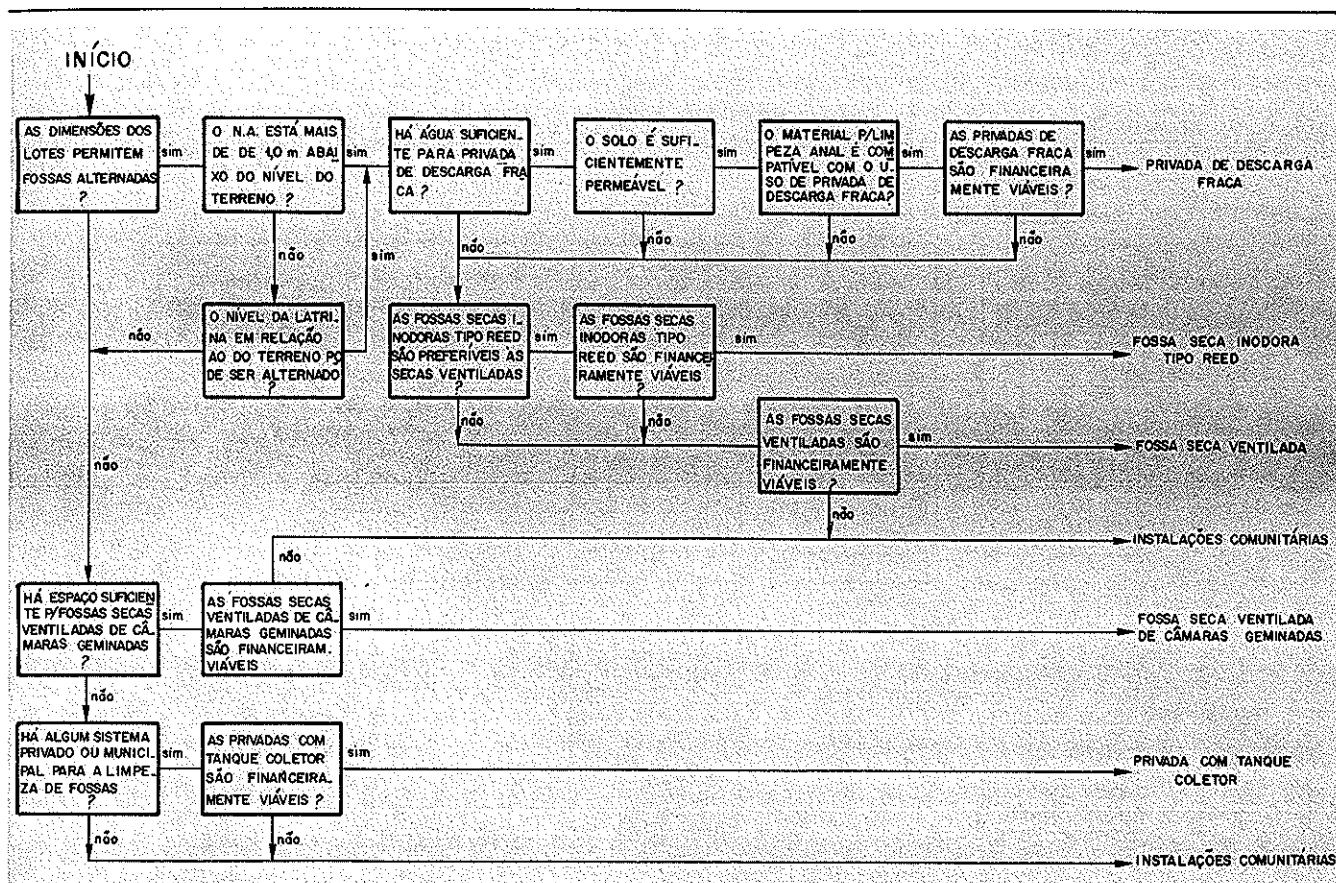 INÍCIO
AS DIMENSÕES DOS
LOTES PERMITEM
FOSSAS ALTERNADAS
?
sim
O N.A. ESTÁ MAIS
DE DE 1,0 m ABAI
XO DO NÍVEL DO
TERRENO ?
sim
HÁ ÁGUA SUFICIEN_
TE PARA PRIVADA
DE DESCARGA FRA
CA ?
sim
O SOLO É SUFI_
CIENTEMENTE
PERMEÁVEL ?
sim
O MATERIAL P/LIM
PEZA ANAL É COM
PATÍVEL COM O U_
SO DE PRIVADA DE
DESCARGA FRACA?
sim
AS PRIVADAS DE
DESCARGA FRACA
SÃO FINANCEIRA
MENTE VIÁVEIS ?
sim
PRIVADA DE DESCARGA
FRACA
não
sim
não
não
não
não
não
O NÍVEL DA LATRI_
NA EM RELAÇÃO
AO DO TERRENO PO
DE SER ALTERNADO
?
AS FOSSAS SECAS I_
NODORAS TIPO REED
SÃO PREFERÍVEIS AS
SECAS VENTILADAS
?
sim
AS FOSSAS SECAS
INODORAS TIPO
REED SÃO FINANCEI
RAMENTE VIÁVEIS
?
sim
FOSSA SECA INODORA
TIPO REED
não
não
não
AS FOSSAS SECAS
VENTILADAS SÃO
FINANCEIRAMENTE
VIÁVEIS ?
sim
FOSSA SECA VENTILADA
não
não
INSTALAÇÕES COMUNITÁRIAS
HÁ ESPAÇO SUFICIEN
TE P/FOSSAS SECAS
VENTILADAS DE CÂ_
MARAS GEMINADAS
?
sim
AS FOSSAS SECAS
VENTILADAS DE CÂ_
MARAS GEMINADAS
SÃO FINANCEIRAM.
VIÁVEIS
sim
FOSSA SECA VENTILADA
DE CÂMARAS GEMINADAS
não
HÁ ALGUM SISTEMA
PRIVADO OU MUNICI_
PAL PARA A LIMPE_
ZA DE FOSSAS
?
sim
AS PRIVADAS COM
TANQUE COLETOR
SÃO FINANCEIRA_
MENTE VIÁVEIS ?
sim
PRIVADA COM TANQUE
COLETOR
não
não
INSTALAÇÕES COMUNITÁRIAS